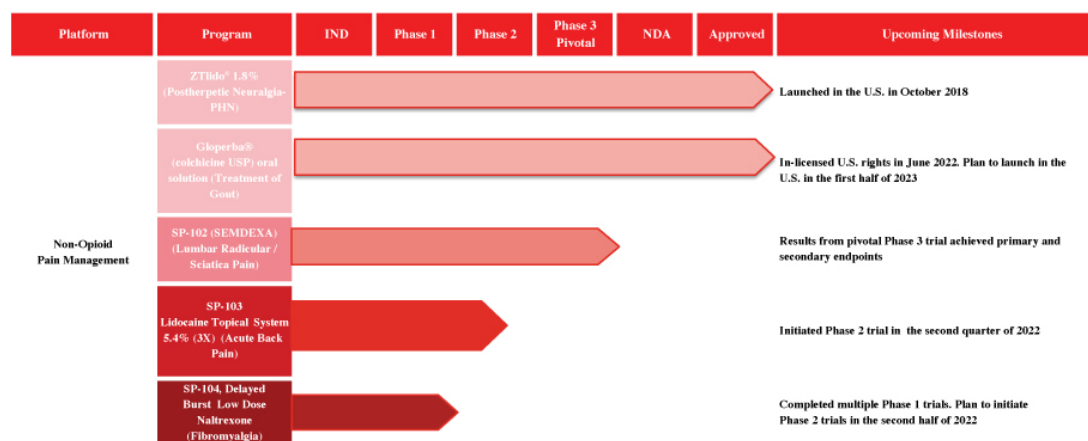 Platform
Program
IND
Phase 1
Phase 2
Phase 3
Pivotal
NDA
Approved
Upcoming Milestones
Non-Opioid
Pain Management
ZTlido® 1.8%
(Postherpetic Neuralgia-
PHN)
Launched in the U.S. in October 2018
Gloperba®
(colchicine USP) oral
solution (Treatment of
Gout)
In-licensed U.S. rights in June 2022. Plan to launch in the
U.S. in the first half of 2023
SP-102 (SEMDEXA)
(Lumbar Radicular /
Sciatica Pain)
Results from pivotal Phase 3 trial achieved primary and
secondary endpoints
SP-103
Lidocaine Topical System
5.4% (3X) (Acute Back
Pain)
Initiated Phase 2 trial in the second quarter of 2022
SP-104, Delayed
Burst Low Dose
Naltrexone
(Fibromyalgia)
Completed multiple Phase 1 trials. Plan to initiate
Phase 2 trials in the second half of 2022